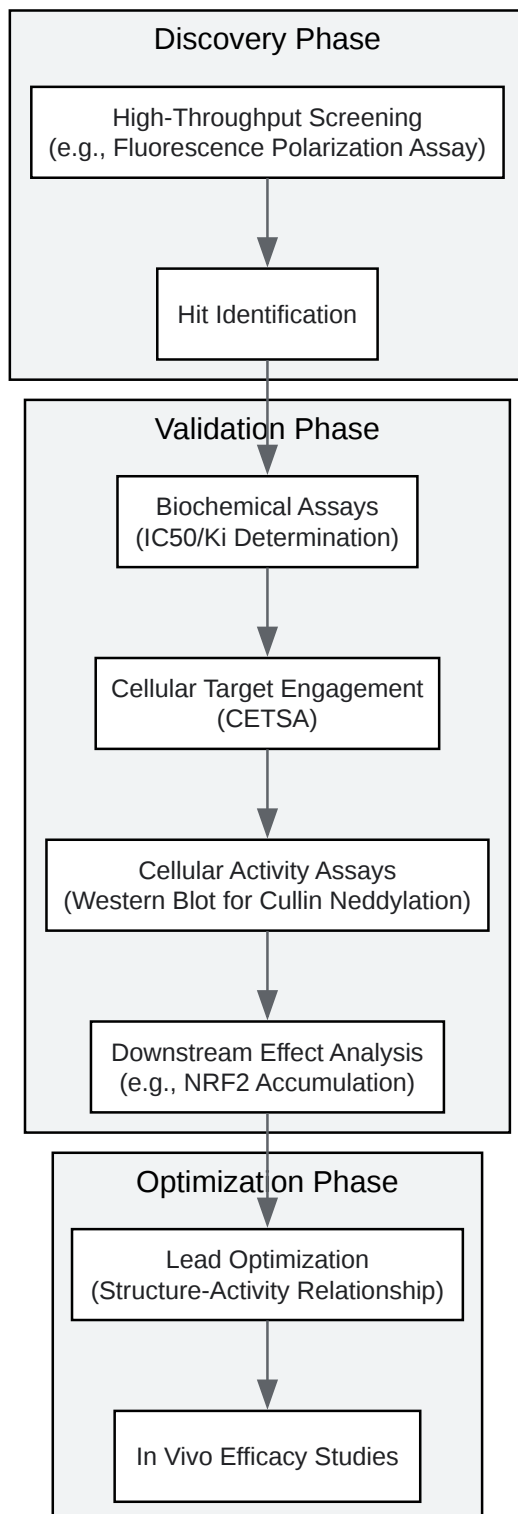 Discovery Phase
High-Throughput Screening
(e.g., Fluorescence Polarization Assay)
Hit Identification
Validation Phase
Biochemical Assays
(IC50/Ki Determination)
Cellular Target Engagement
(CETSA)
Cellular Activity Assays
(Western Blot for Cullin Neddylation)
Downstream Effect Analysis
(e.g., NRF2 Accumulation)
Optimization Phase
Lead Optimization
(Structure-Activity Relationship)
In Vivo Efficacy Studies